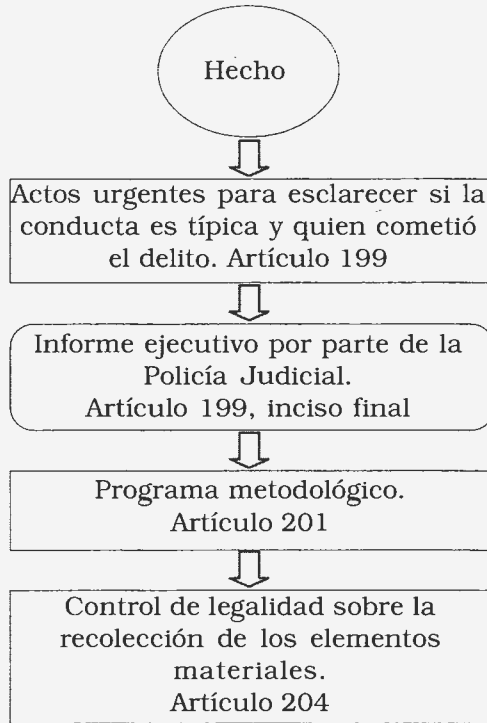 Hecho
Actos urgentes para esclarecer si la
conducta es típica y quien cometió
el delito. Artículo 199
Informe ejecutivo por parte de la
Policía Judicial.
Artículo 199, inciso final
Programa metodológico.
Artículo 201
Control de legalidad sobre la
recolección de los elementos
materiales.
Artículo 204